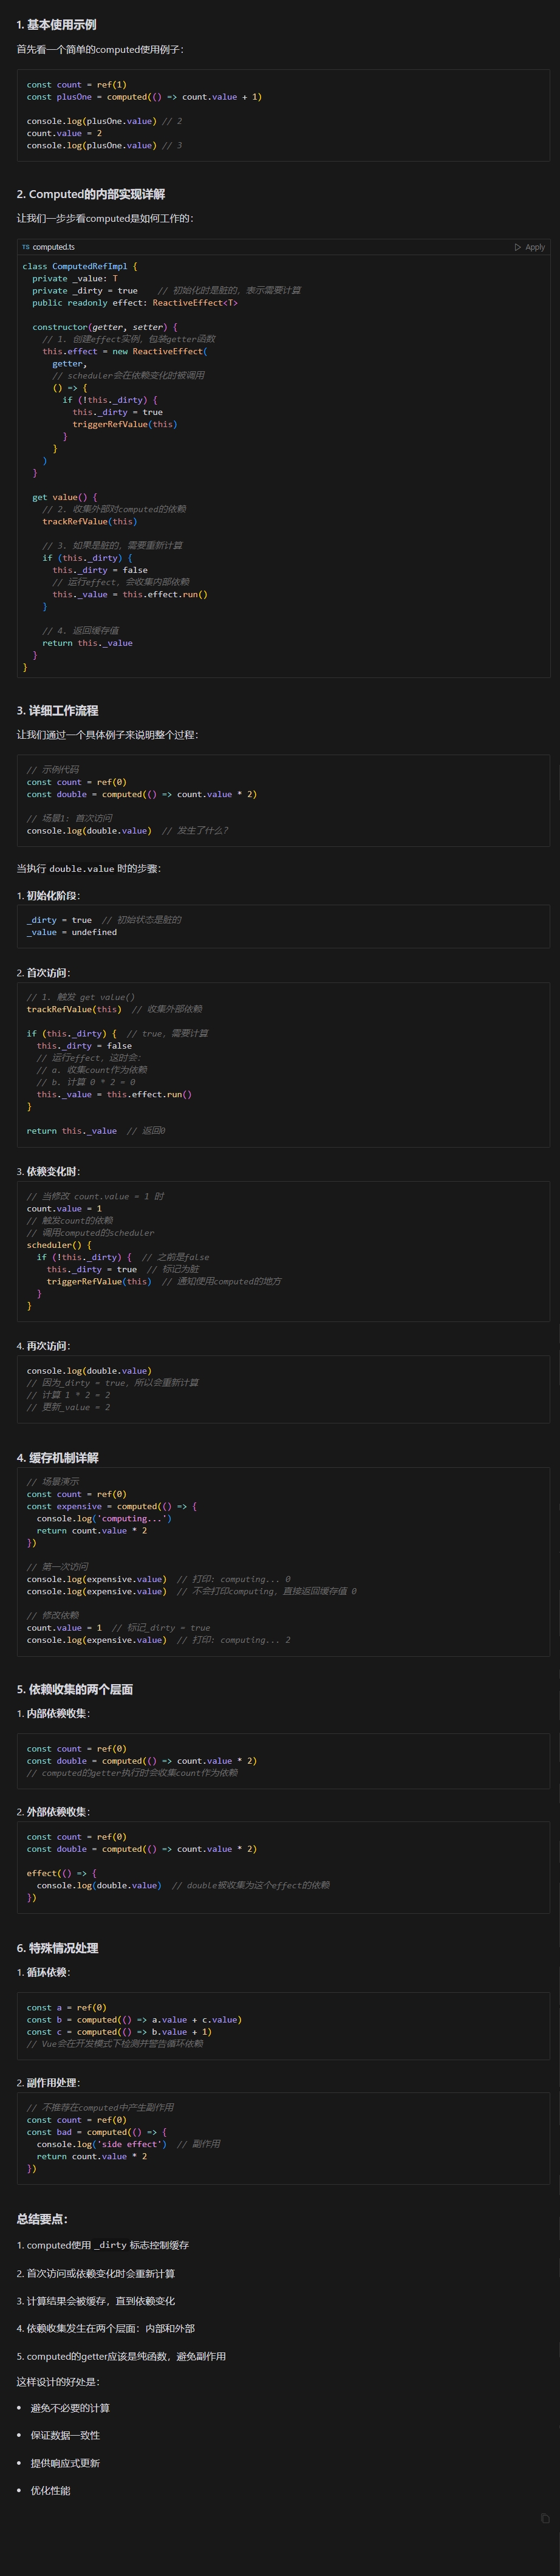 1. 基本使用示例
首先看一个简单的computed使用例子：
const count = ref(1)
const plusOne = computed(() => count.value + 1)
console.log(plusOne.value) // 2
count.value = 2
console.log(plusOne.value) // 3
2. Computed的内部实现详解
让我们一步步看computed是如何工作的：
TS computed.ts
Apply
class ComputedRefImpl {
private _value: T
private _dirty = true // 初始化时是脏的，表示需要计算
public readonly effect: ReactiveEffect<T>
constructor(getter, setter) {
// 1. 创建effect实例，包装getter函数
this.effect = new ReactiveEffect(
getter,
// scheduler会在依赖变化时被调用
() => {
if (!this._dirty) {
this._dirty = true
triggerRefValue(this)
}
}
)
}
get value() {
// 2. 收集外部对computed的依赖
trackRefValue(this)
// 3. 如果是脏的，需要重新计算
if (this._dirty) {
this._dirty = false
// 运行effect，会收集内部依赖
this._value = this.effect.run()
}
// 4. 返回缓存值
return this._value
}
}
3. 详细工作流程
让我们通过一个具体例子来说明整个过程：
// 示例代码
const count = ref(0)
const double = computed(() => count.value * 2)
// 场景1: 首次访问
console.log(double.value) // 发生了什么？
当执行 double.value 时的步骤：
1. 初始化阶段：
_dirty = true // 初始状态是脏的
_value = undefined
2. 首次访问：
// 1. 触发 get value()
trackRefValue(this) // 收集外部依赖
if (this._dirty) { // true，需要计算
this._dirty = false
// 运行effect，这时会：
// a. 收集count作为依赖
// b. 计算 0 * 2 = 0
this._value = this.effect.run()
}
return this._value // 返回0
3. 依赖变化时：
// 当修改 count.value = 1 时
count.value = 1
// 触发count的依赖
// 调用computed的scheduler
scheduler() {
if (!this._dirty) { // 之前是false
this._dirty = true // 标记为脏
triggerRefValue(this) // 通知使用computed的地方
}
}
4. 再次访问：
console.log(double.value)
// 因为_dirty = true，所以会重新计算
// 计算 1 * 2 = 2
// 更新_value = 2
4. 缓存机制详解
// 场景演示
const count = ref(0)
const expensive = computed(() => {
console.log('computing...')
return count.value * 2
})
// 第一次访问
console.log(expensive.value) // 打印: computing... 0
console.log(expensive.value) // 不会打印computing，直接返回缓存值 0
// 修改依赖
count.value = 1 // 标记_dirty = true
console.log(expensive.value) // 打印: computing... 2
5. 依赖收集的两个层面
1. 内部依赖收集：
const count = ref(0)
const double = computed(() => count.value * 2)
// computed的getter执行时会收集count作为依赖
2. 外部依赖收集：
const count = ref(0)
const double = computed(() => count.value * 2)
effect(() => {
console.log(double.value) // double被收集为这个effect的依赖
})
6. 特殊情况处理
1. 循环依赖：
const a = ref(0)
const b = computed(() => a.value + c.value)
const c = computed(() => b.value + 1)
// Vue会在开发模式下检测并警告循环依赖
2. 副作用处理：
// 不推荐在computed中产生副作用
const count = ref(0)
const bad = computed(() => {
console.log('side effect') // 副作用
return count.value * 2
})
总结要点：
1. computed使用 _dirty 标志控制缓存
2. 首次访问或依赖变化时会重新计算
3. 计算结果会被缓存，直到依赖变化
4. 依赖收集发生在两个层面：内部和外部
5. computed的getter应该是纯函数，避免副作用
这样设计的好处是：
• 避免不必要的计算
• 保证数据一致性
• 提供响应式更新
• 优化性能